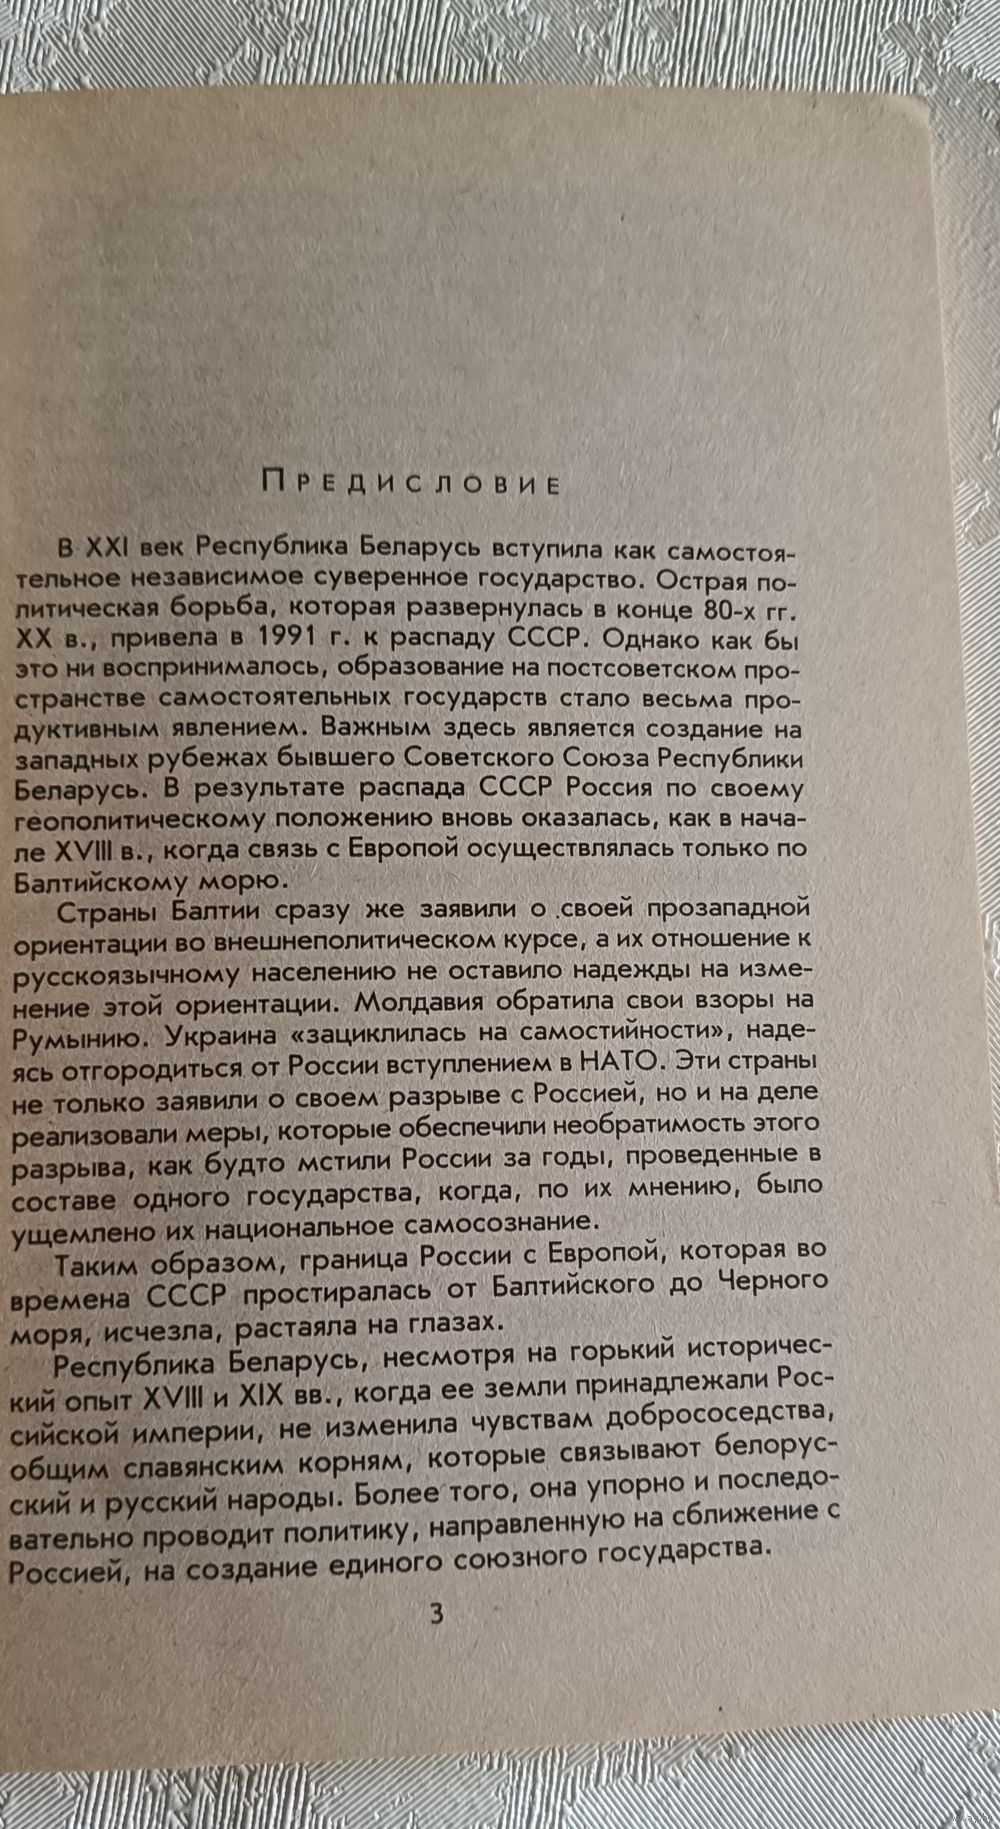 Предисловие
В XXI век Республика Беларусь вступила как самостоя-
тельное независимое суверенное государство. Острая по-
литическая борьба, которая развернулась в конце 80-х гг.
XX в., привела в 1991 г. к распаду СССР. Однако как бы
это ни воспринималось, образование на постсоветском про-
странстве самостоятельных государств стало весьма про-
дуктивным явлением. Важным здесь является создание на
западных рубежах бывшего Советского Союза Республики
Беларусь. В результате распада СССР Россия по своему
геополитическому положению вновь оказалась, как в нача-
ле XVIII в., когда связь с Европой осуществлялась только по
Балтийскому морю.
Страны Балтии сразу же заявили о своей прозападной
ориентации во внешнеполитическом курсе, а их отношение к
русскоязычному населению не оставило надежды на изме-
нение этой ориентации. Молдавия обратила свои взоры на
Румынию. Украина «зациклилась на самостийности», наде-
ясь отгородиться от России вступлением в НАТО. Эти страны
не только заявили о своем разрыве с Россией, но и на деле
реализовали меры, которые обеспечили необратимость этого
разрыва, как будто мстили России за годы, проведенные в
составе одного государства, когда, по их мнению, было
ущемлено их национальное самосознание.
Таким образом, граница России с Европой, которая во
времена СССР простиралась от Балтийского до Черного
моря, исчезла, растаяла на глазах.
Республика Беларусь, несмотря на горький историчес-
кий опыт XVIII и XIX вв., когда ее земли принадлежали Рос-
сийской империи, не изменила чувствам добрососедства,
общим славянским корням, которые связывают белорус-
ский и русский народы. Более того, она упорно и последо-
вательно проводит политику, направленную на сближение с
Россией, на создание единого союзного государства.
3